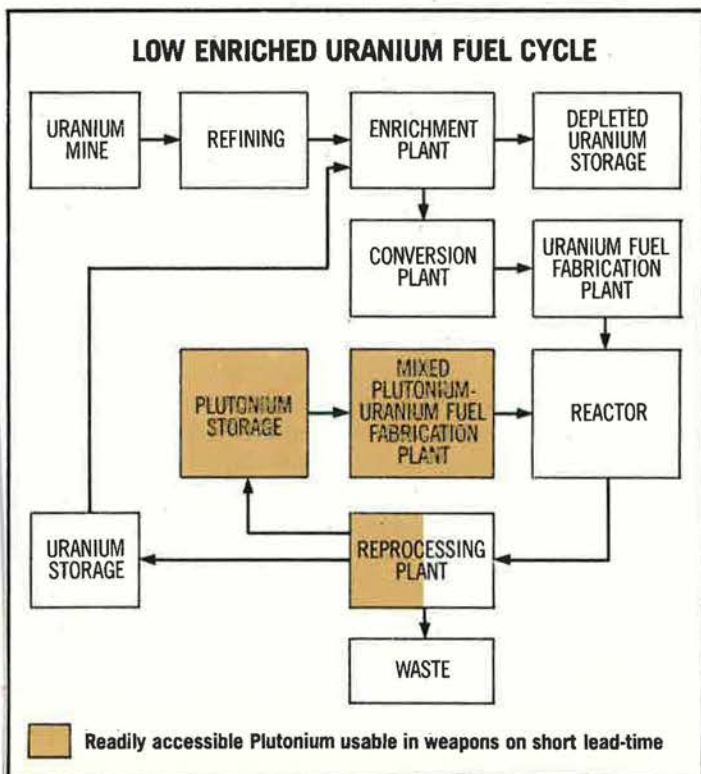 LOW ENRICHED URANIUM FUEL CYCLE
URANIUM
MINE
REFINING
ENRICHMENT
PLANT
DEPLETED
URANIUM
STORAGE
CONVERSION
PLANT
URANIUM FUEL
FABRICATION
PLANT
PLUTONIUM
STORAGE
MIXED
PLUTONIUM-
URANIUM FUEL
FABRICATION
PLANT
REACTOR
URANIUM
STORAGE
REPROCESSING
PLANT
WASTE
Readily accessible Plutonium usable in weapons on short lead-time